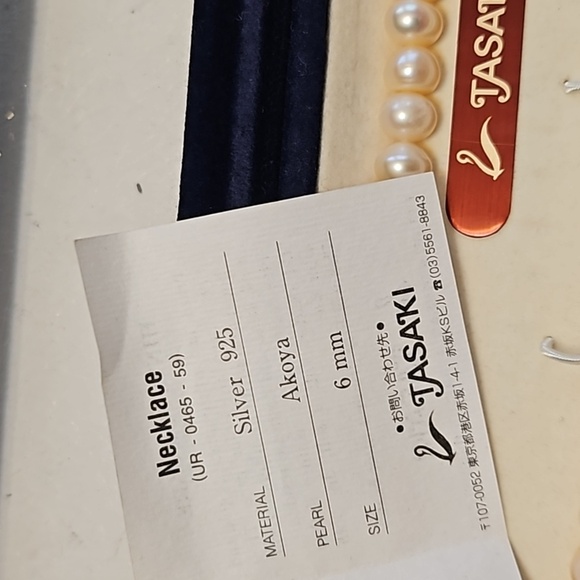 Necklace
(UR - 0465 - 59)
MATERIAL Silver 925
PEARL Akoya
SIZE 6 mm
•お問い合わせ先•
TASAKI
〒107-0052 東京都港区赤坂1-4-1 赤坂KSビル ☎(03)5561-8843